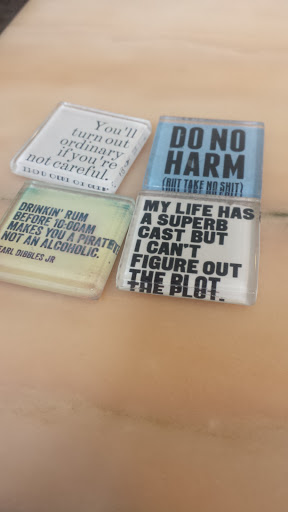 You'll
turn out
ordinary
if you're
not careful.
DO NO
HARM
(BUT TAKE NO SHIT)
DRINKIN' RUM
BEFORE 10:00AM
MAKES YOU A PIRATE
NOT AN ALCOHOLIC.
EARL DIBBLES JR
MY LIFE HAS
A SUPERB
CAST BUT
I CAN'T
FIGURE OUT
THE PLOT.